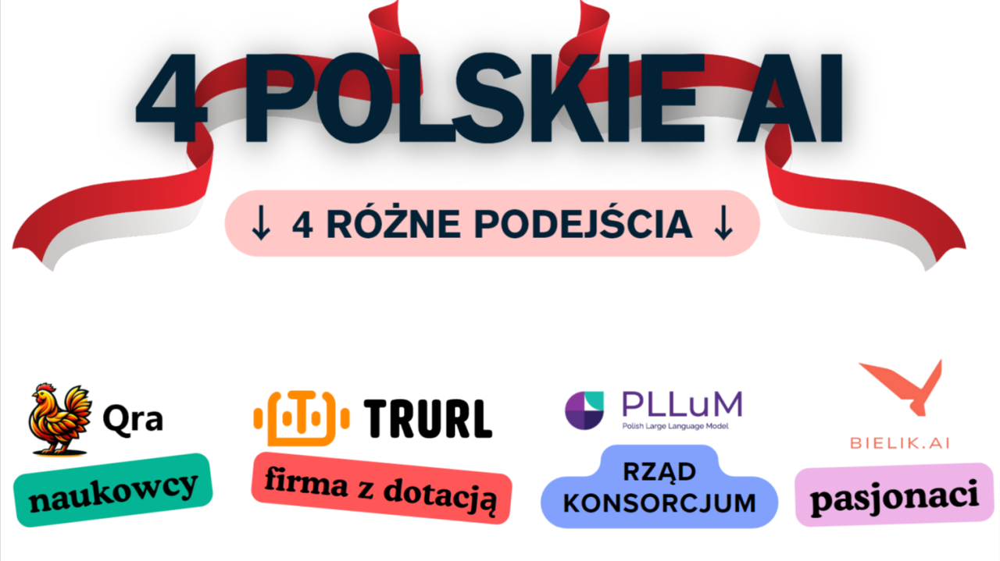 4 POLSKIE AI
↓ 4 RÓŻNE PODEJŚCIA ↓
Qra
naukowcy
TRURL
firma z dotacją
PLLuM
Polish Large Language Model
RZĄD
KONSORCJUM
BIELIK.AI
pasjonaci